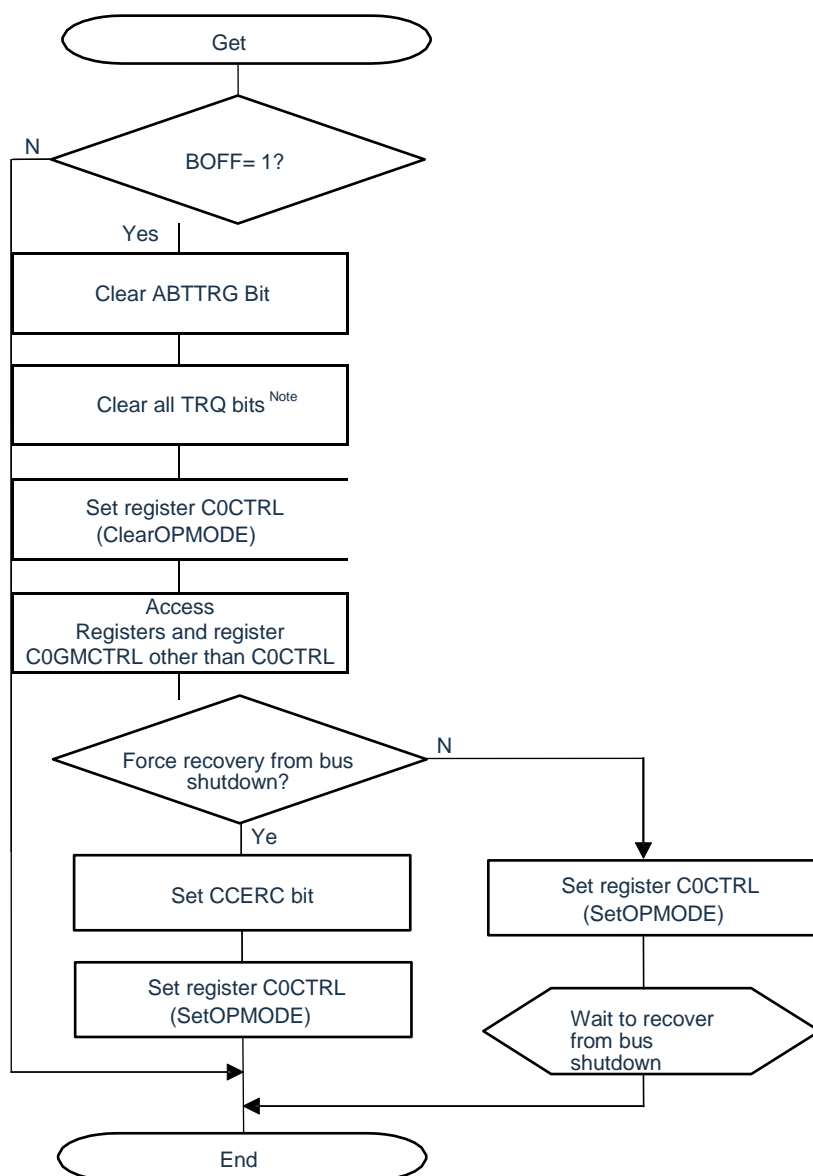 Get
N
BOFF= 1?
Yes
Clear ABTTRG Bit
Clear all TRQ bits Note
Set register C0CTRL
(ClearOPMODE)
Access
Registers and register
C0GMCTRL other than C0CTRL
N
Force recovery from bus
shutdown?
Ye
Set CCERC bit
Set register C0CTRL
(SetOPMODE)
Set register C0CTRL
(SetOPMODE)
Wait to recover
from bus
shutdown
End